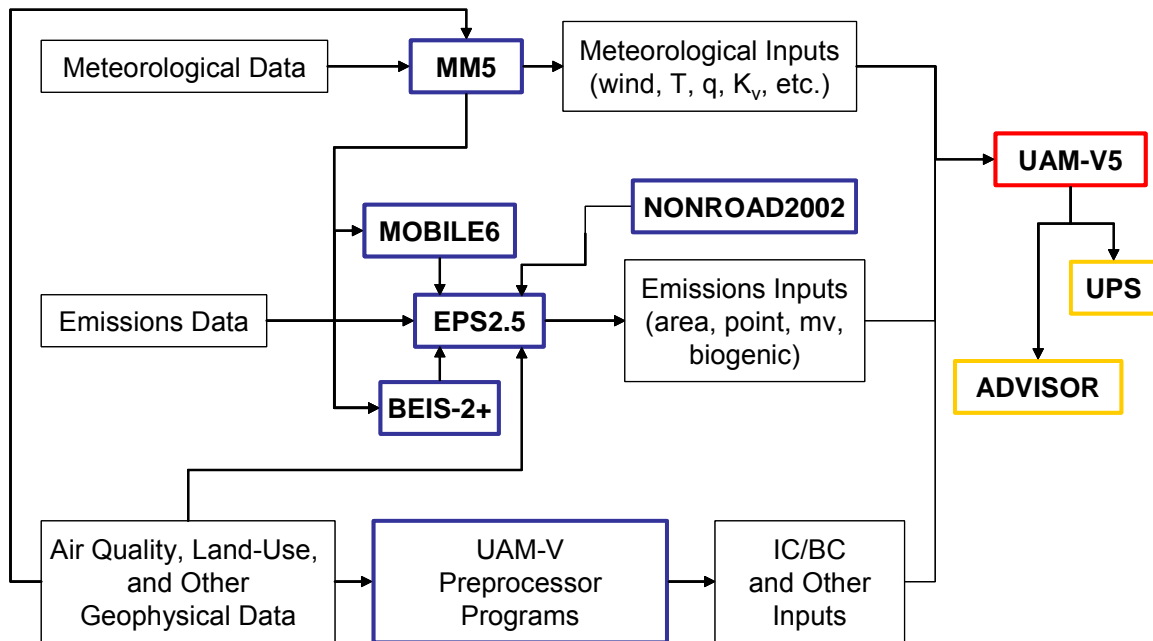 Meteorological Data
MM5
Meteorological Inputs
(wind, T, q, Kv, etc.)
UAM-V5
NONROAD2002
MOBILE6
UPS
Emissions Data
EPS2.5
Emissions Inputs
(area, point, mv,
biogenic)
ADVISOR
BEIS-2+
Air Quality, Land-Use,
and Other
Geophysical Data
UAM-V
Preprocessor
Programs
IC/BC
and Other
Inputs